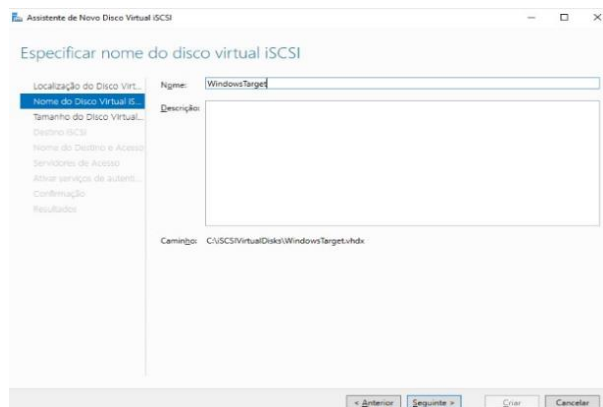 Assistente de Novo Disco Virtual iSCSI
Especificar nome do disco virtual iSCSI
Localização do Disco Virt...
Nome do Disco Virtual iS...
Tamanho do Disco Virtual...
Destino iSCSI
Nome do Destino e Acesso
Servidores de Acesso
Ativar serviços de autenti...
Confirmação
Resultados
Nome: WindowsTarget
Descrição:
Caminho: C:\iSCSIVirtualDisks\WindowsTarget.vhdx
< Anterior Seguinte > Criar Cancelar